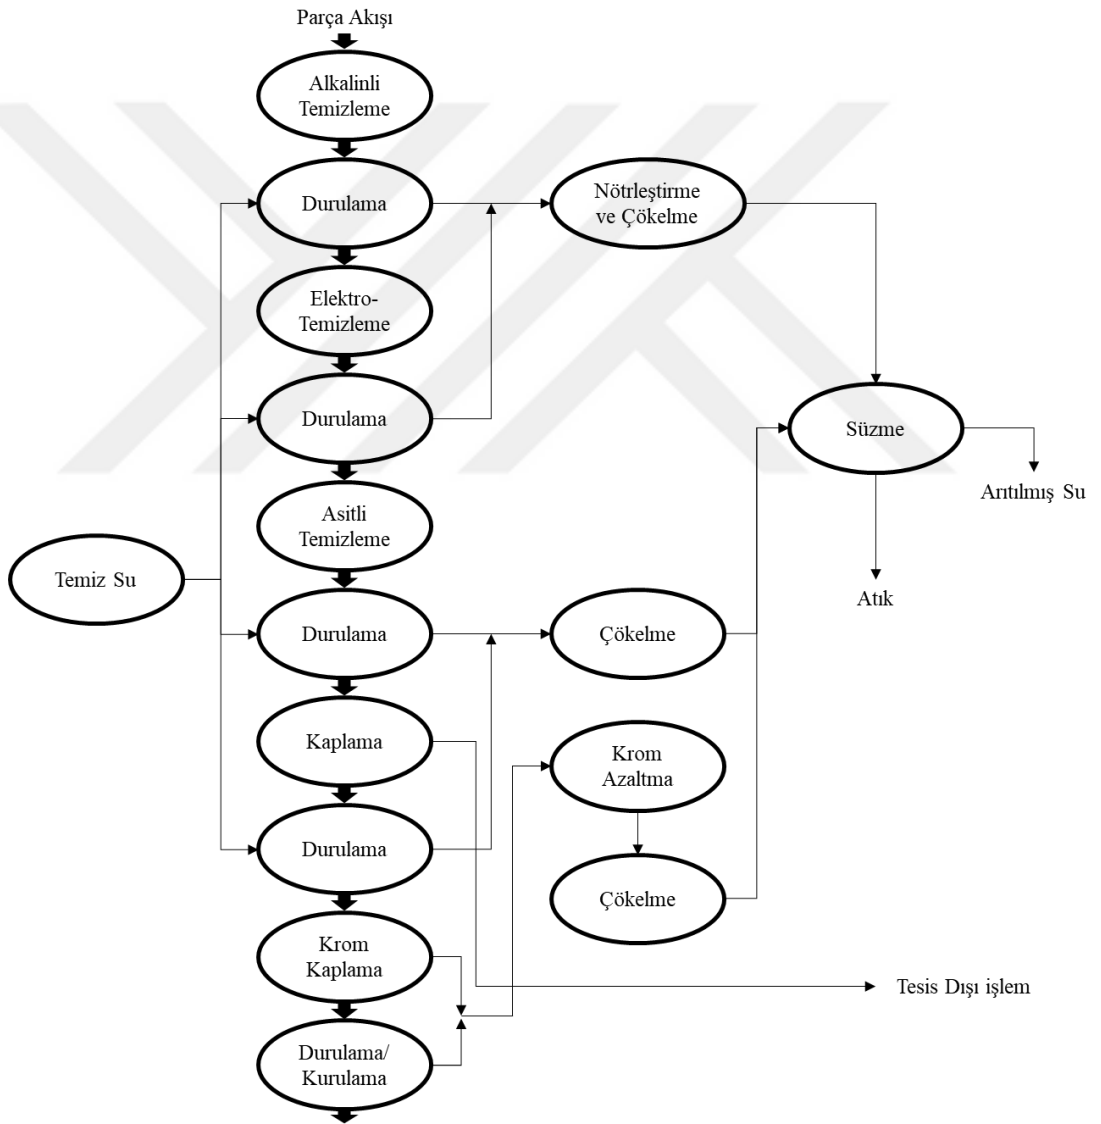 Parça Akışı
Alkalinli
Temizleme
Durulama
Nötrleştirme
ve Çökelme
Elektro-
Temizleme
Durulama
Süzme
Arıtılmış Su
Asitli
Temizleme
Temiz Su
Atık
Durulama
Çökelme
Kaplama
Krom
Azaltma
Durulama
Çökelme
Krom
Kaplama
Tesis Dışı işlem
Durulama/
Kurulama